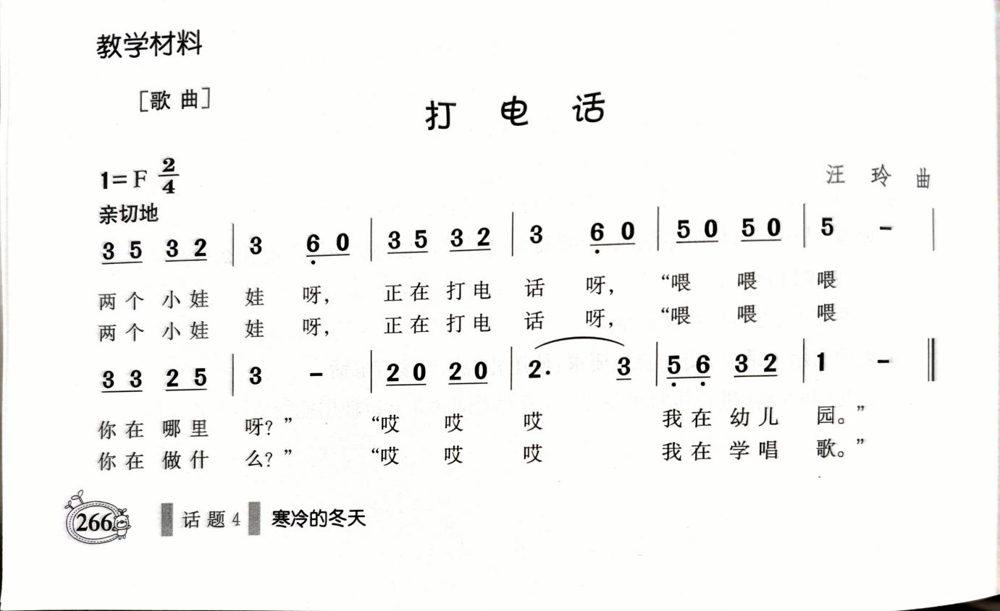 教学材料
[歌 曲]
打 电 话
1=F 2/4
汪 玲 曲
亲切地
3 5 3 2 | 3 6̣ 0 | 3 5 3 2 | 3 6̣ 0 | 5 0 5 0 | 5 - |
两 个 小 娃 娃 呀, 正 在 打 电 话 呀, “喂 喂 喂
两 个 小 娃 娃 呀, 正 在 打 电 话 呀, “喂 喂 喂
3 3 2 5 | 3 - | 2 0 2 0 | 2· 3 | 5̣ 6̣ 3 2 | 1 - ‖
你 在 哪 里 呀?” “哎 哎 哎 我 在 幼 儿 园。”
你 在 做 什 么?” “哎 哎 哎 我 在 学 唱 歌。”
266 话 题 4 寒冷的冬天